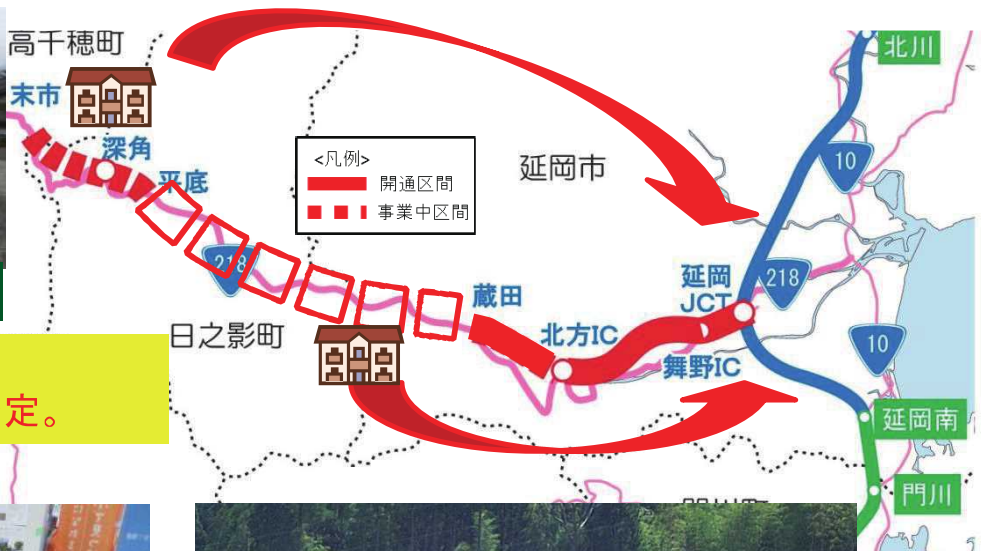 高千穂町
末市
深角
平底
<凡例>
開通区間
事業中区間
延岡市
北川
10
218
218
延岡
JCT
蔵田
北方IC
舞野IC
日之影町
10
延岡南
門川
定。